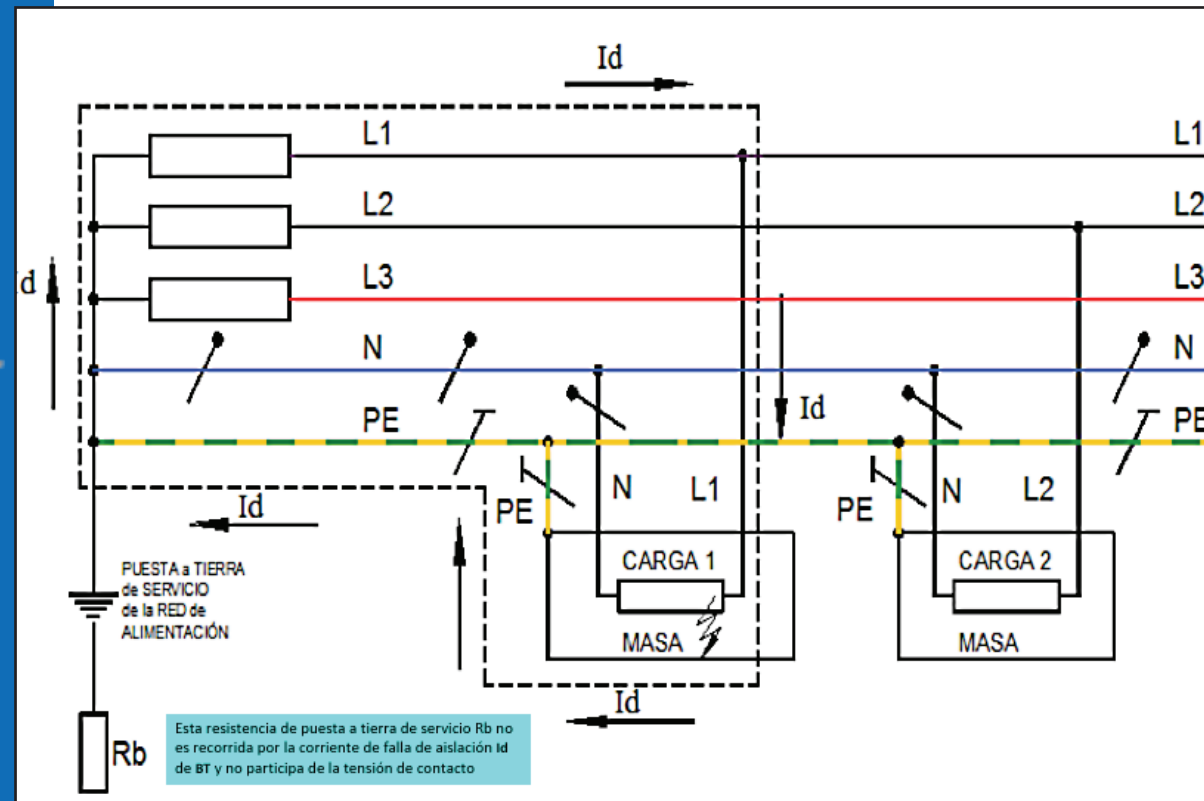 Id
L1
L1
L2
L2
Id
L3
L3
N
N
PE
Id
PE
PE
N
L1
PE
N
L2
Id
CARGA 1
CARGA 2
MASA
MASA
PUESTA a TIERRA
de SERVICIO
de la RED de
ALIMENTACIÓN
Id
Rb
Esta resistencia de puesta a tierra de servicio Rb no
es recorrida por la corriente de falla de aislación Id
de BT y no participa de la tensión de contacto